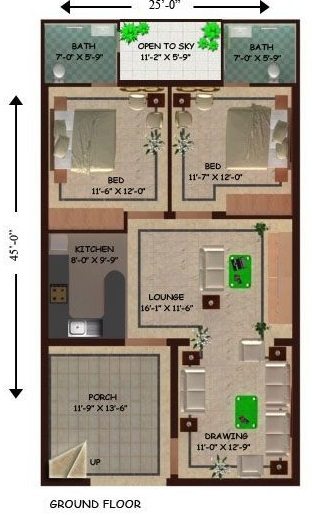 25'-0"
BATH
7'-0" X 5'-9"
OPEN TO SKY
11'-2" X 5'-9"
BATH
7'-0" X 5'-9"
BED
11'-6" X 12'-0"
BED
11'-7" X 12'-0"
45'-0"
KITCHEN
8'-0" X 9'-9"
LOUNGE
16'-1" X 11'-6"
PORCH
11'-9" X 13'-6"
UP
DRAWING
11'-0" X 12'-9"
GROUND FLOOR